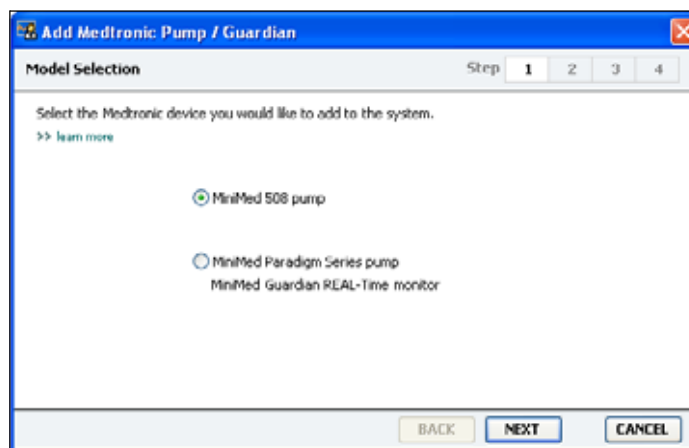 Add Medtronic Pump / Guardian
Model Selection Step 1 2 3 4
Select the Medtronic device you would like to add to the system.
>> learn more
MiniMed 508 pump
MiniMed Paradigm Series pump
MiniMed Guardian REAL-Time monitor
BACK NEXT CANCEL